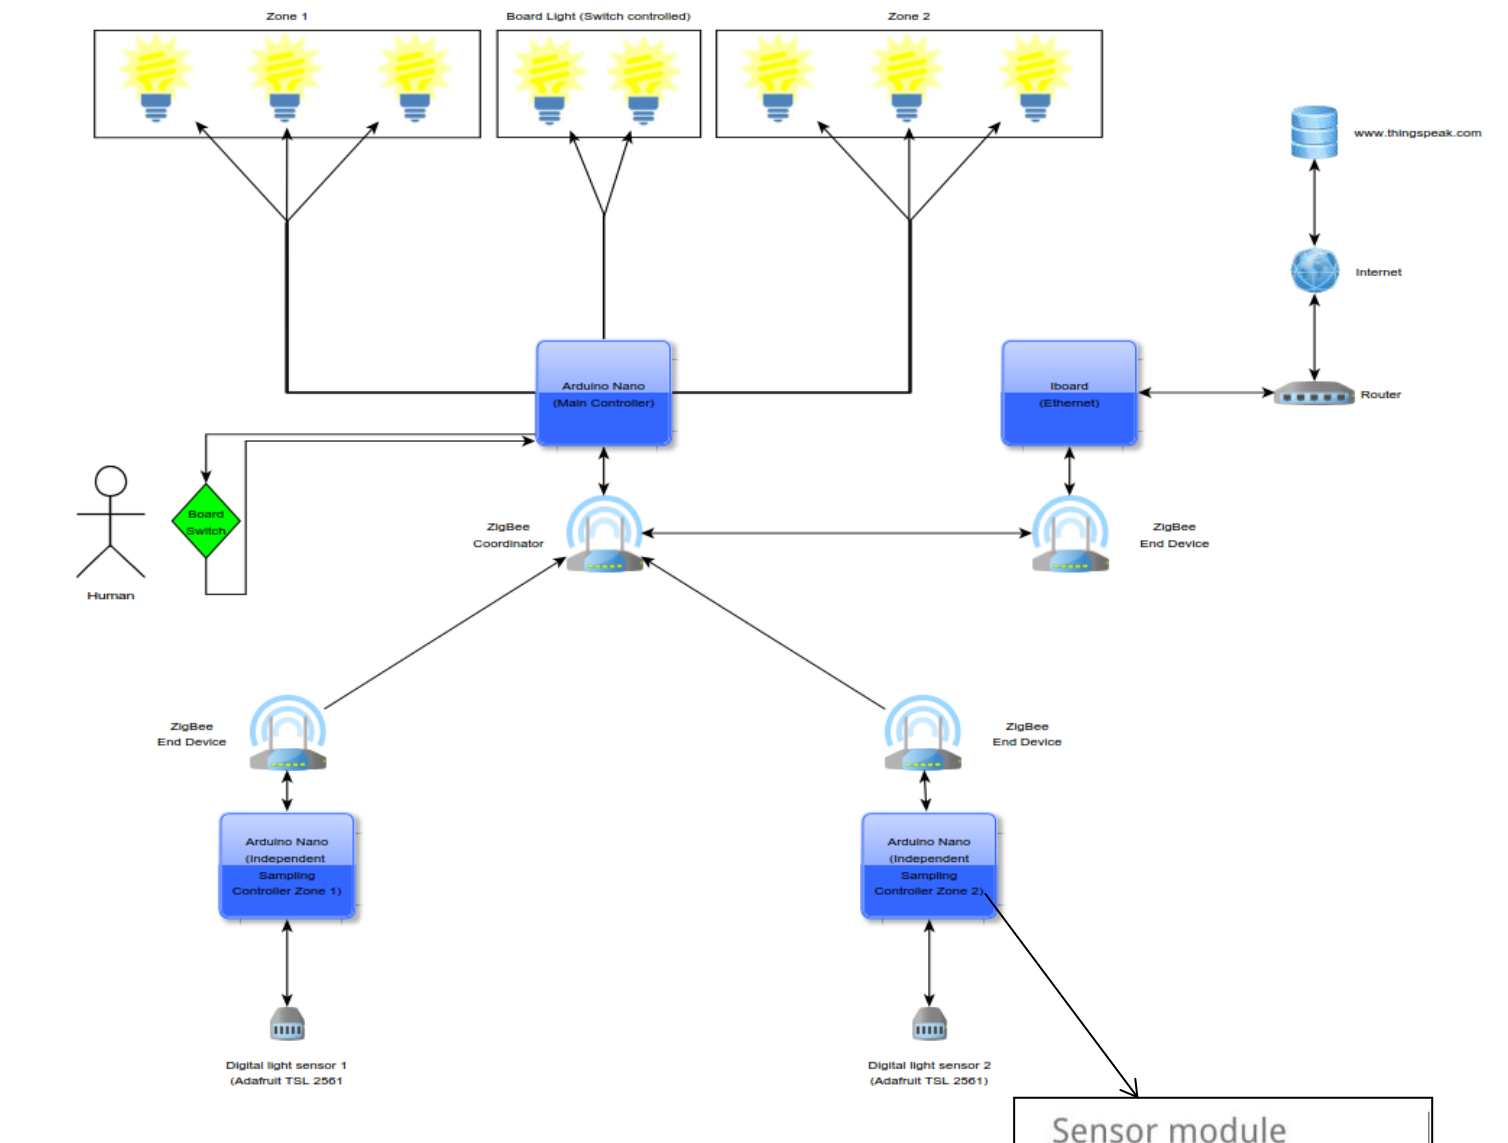 Zone 1
Board Light (Switch controlled)
Zone 2
www.thingspeak.com
Internet
Arduino Nano
(Main Controller)
Iboard
(Ethernet)
Router
Board
Switch
Human
ZigBee
Coordinator
ZigBee
End Device
ZigBee
End Device
ZigBee
End Device
Arduino Nano
(Independent
Sampling
Controller Zone 1)
Arduino Nano
(Independent
Sampling
Controller Zone 2)
Digital light sensor 1
(Adafruit TSL 2561
Digital light sensor 2
(Adafruit TSL 2561)
Sensor module